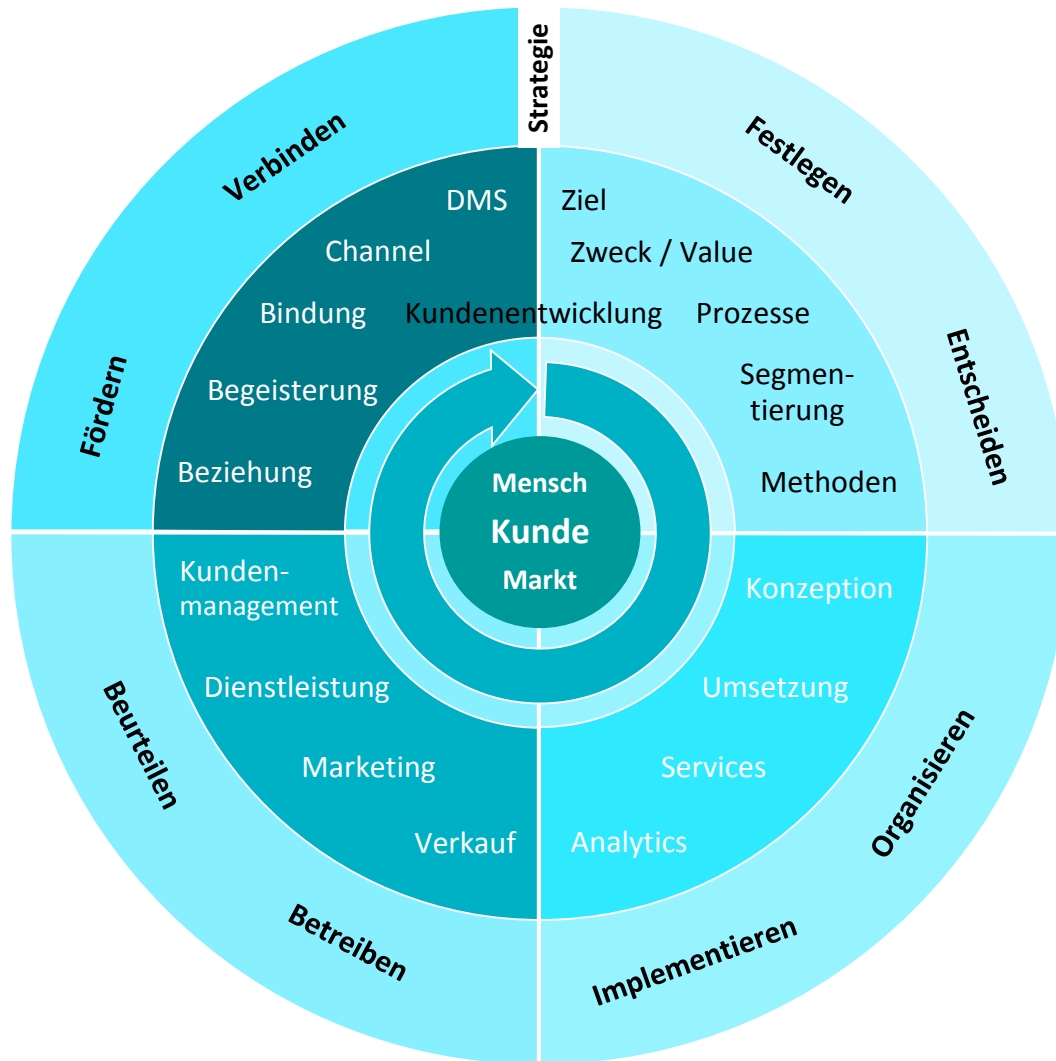 Strategie
Festlegen
Entscheiden
Organisieren
Implementieren
Betreiben
Beurteilen
Fördern
Verbinden
Ziel
Zweck / Value
Kundenentwicklung
Prozesse
Segmen-
tierung
Methoden
Konzeption
Umsetzung
Services
Analytics
Verkauf
Marketing
Dienstleistung
Kunden-
management
Beziehung
Begeisterung
Bindung
Channel
DMS
Mensch
Kunde
Markt